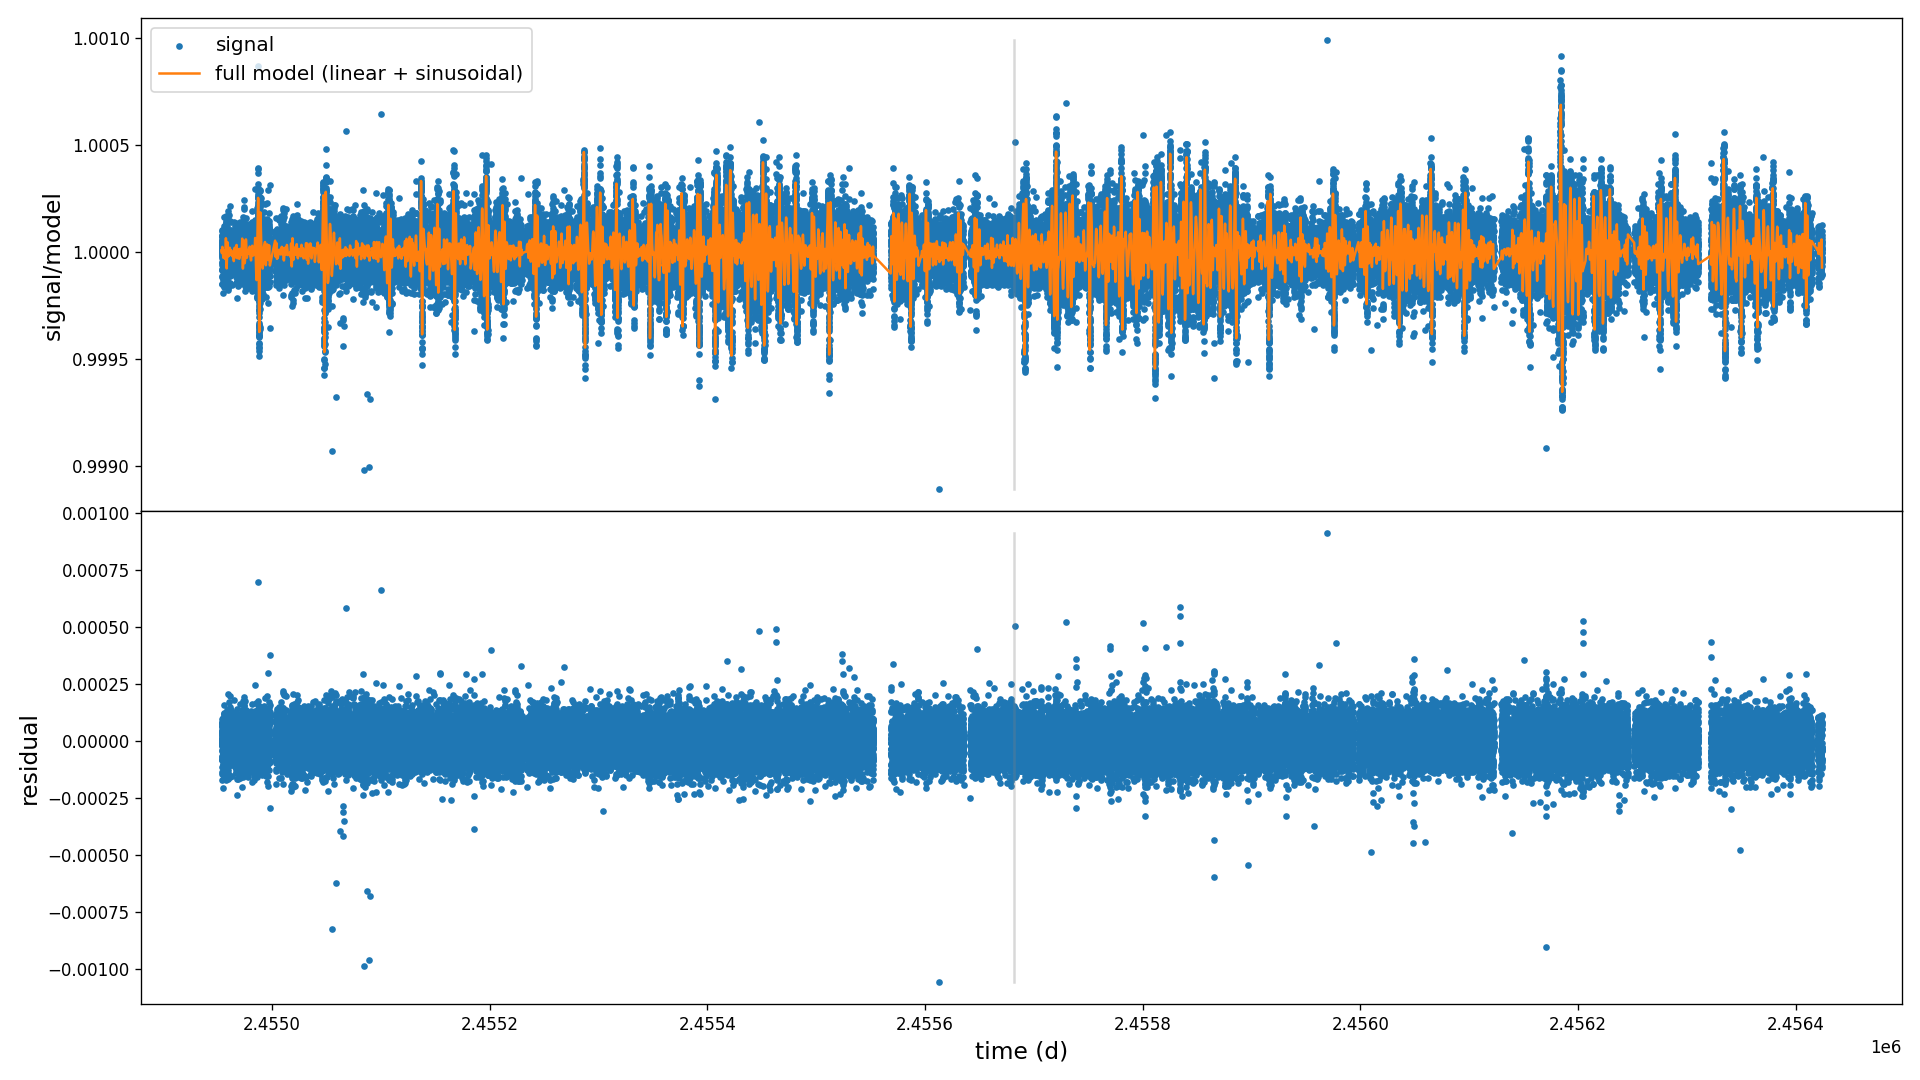 signal
full model (linear + sinusoidal)
signal/model
1.0010
1.0005
1.0000
0.9995
0.9990
residual
0.00100
0.00075
0.00050
0.00025
0.00000
−0.00025
−0.00050
−0.00075
−0.00100
2.4550 2.4552 2.4554 2.4556 2.4558 2.4560 2.4562 2.4564
1e6
time (d)